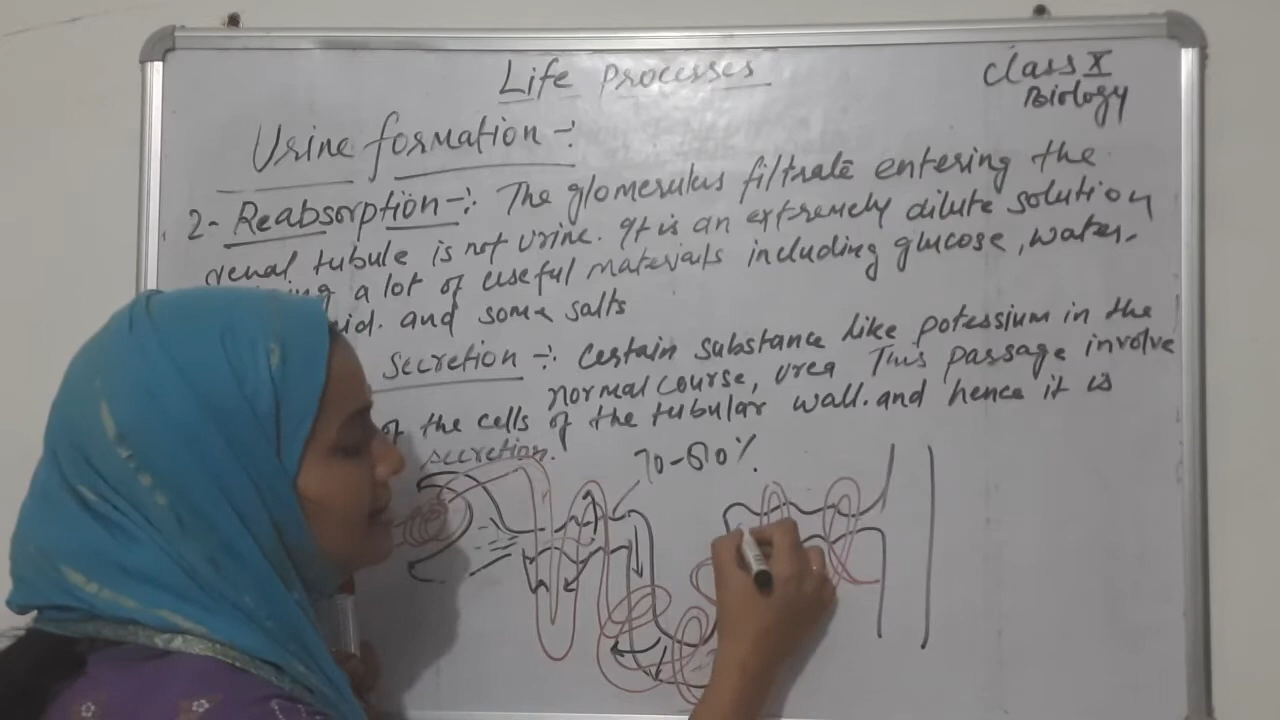 Life Processes
Class X
Biology
Urine formation :-
2- Reabsorption :- The glomerulus filtrate entering the
renal tubule is not urine. It is an extremely dilute solution
a lot of useful materials including glucose, water,
and some salts
Secretion :- Certain substance like potessium in the
normal course, urea This passage involve
of the cells of the tubular wall. and hence it is
secretion.